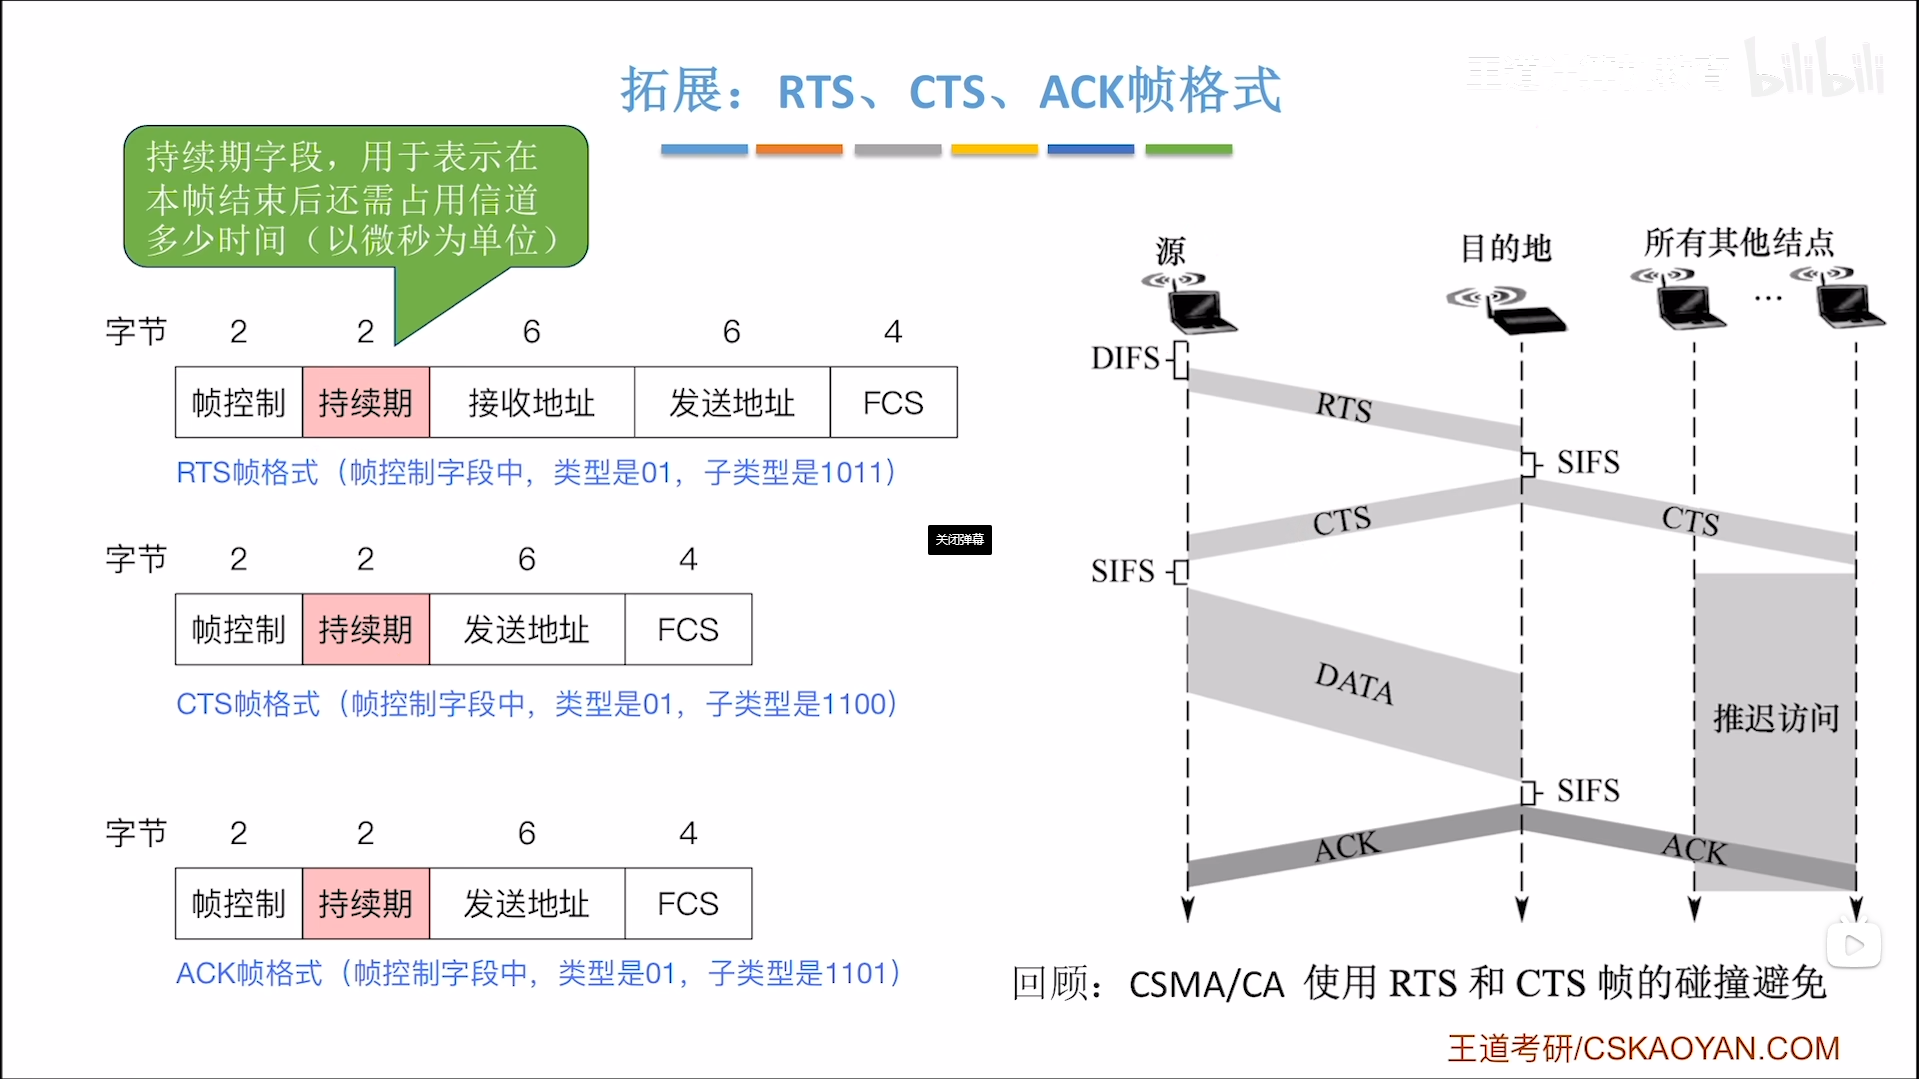 拓展：RTS、CTS、ACK帧格式
bilibili
持续期字段，用于表示在
本帧结束后还需占用信道
多少时间（以微秒为单位）
字节 2 2 6 6 4
帧控制 持续期 接收地址 发送地址 FCS
RTS帧格式（帧控制字段中，类型是01，子类型是1011）
字节 2 2 6 4
帧控制 持续期 发送地址 FCS
CTS帧格式（帧控制字段中，类型是01，子类型是1100）
字节 2 2 6 4
帧控制 持续期 发送地址 FCS
ACK帧格式（帧控制字段中，类型是01，子类型是1101）
关闭弹幕
源 目的地 所有其他结点
...
DIFS
RTS
SIFS
CTS CTS
SIFS
DATA
推迟访问
SIFS
ACK ACK
回顾：CSMA/CA 使用 RTS 和 CTS 帧的碰撞避免
王道考研/CSKAOYAN.COM